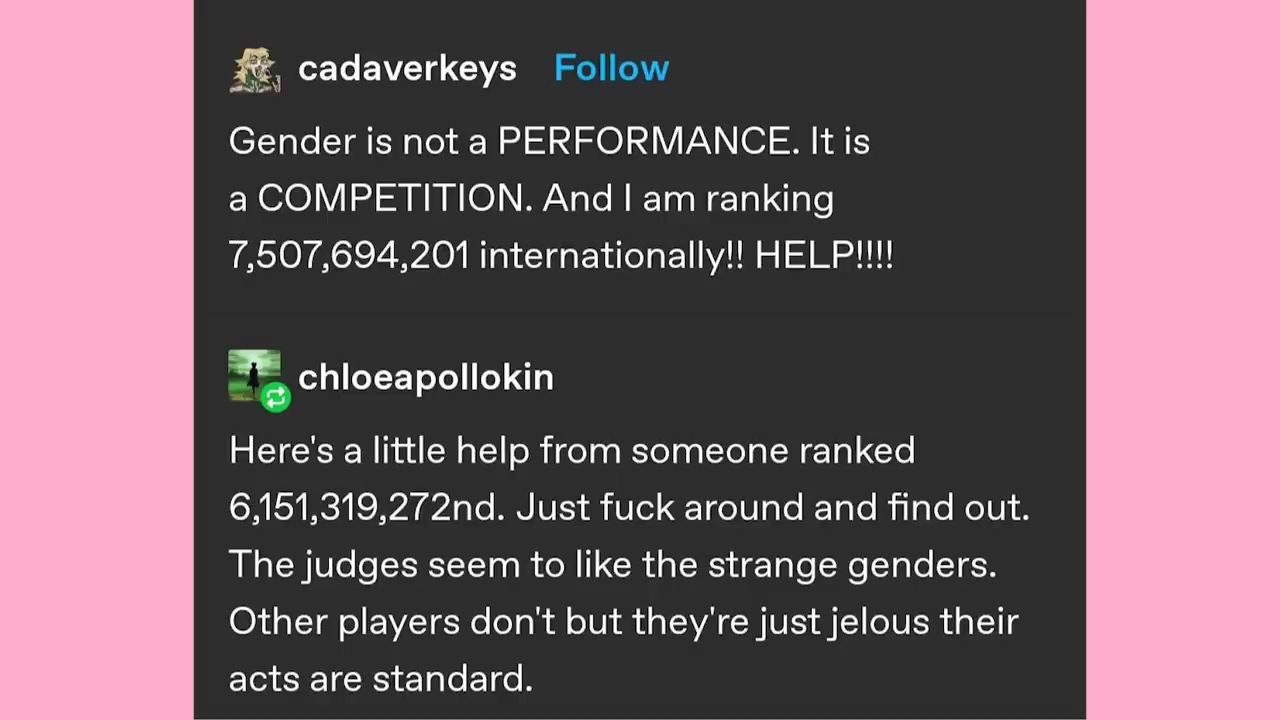 cadaverkeys Follow
Gender is not a PERFORMANCE. It is
a COMPETITION. And I am ranking
7,507,694,201 internationally!! HELP!!!!
chloeapollokin
Here's a little help from someone ranked
6,151,319,272nd. Just fuck around and find out.
The judges seem to like the strange genders.
Other players don't but they're just jelous their
acts are standard.